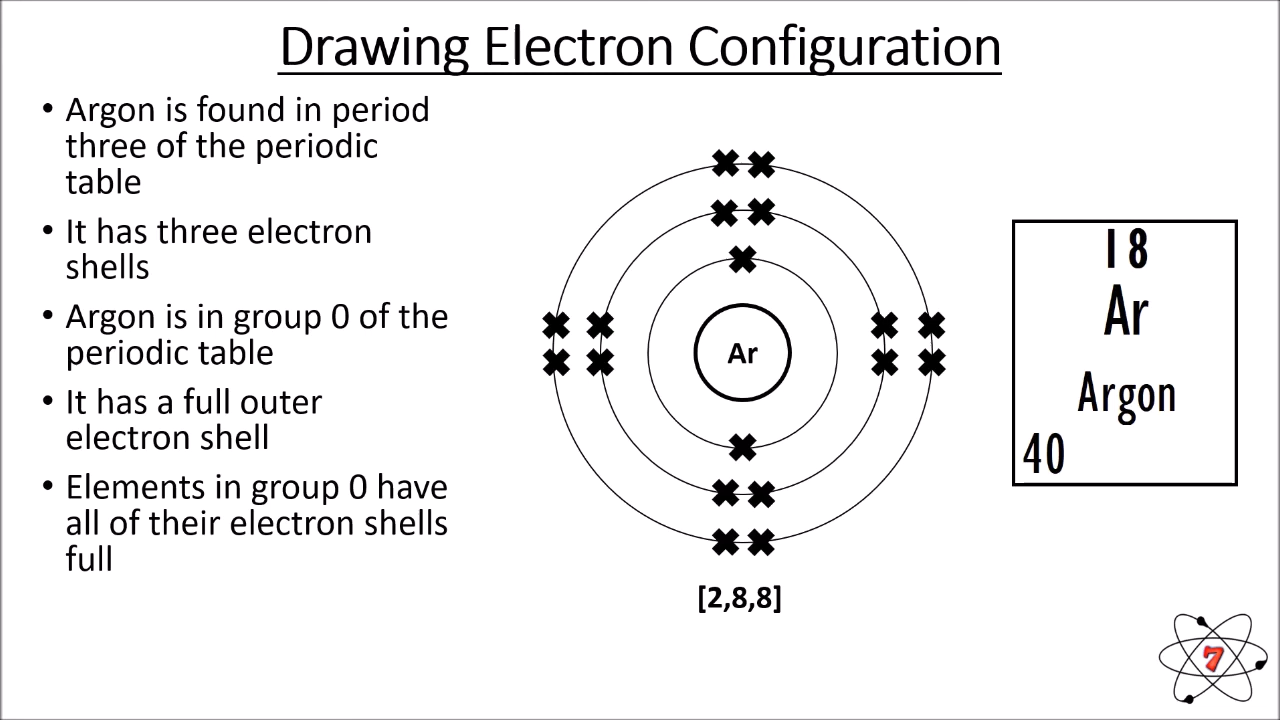 Drawing Electron Configuration
• Argon is found in period
three of the periodic
table
• It has three electron
shells
• Argon is in group 0 of the
periodic table
• It has a full outer
electron shell
• Elements in group 0 have
all of their electron shells
full
Ar
[2,8,8]
18
Ar
Argon
40
7